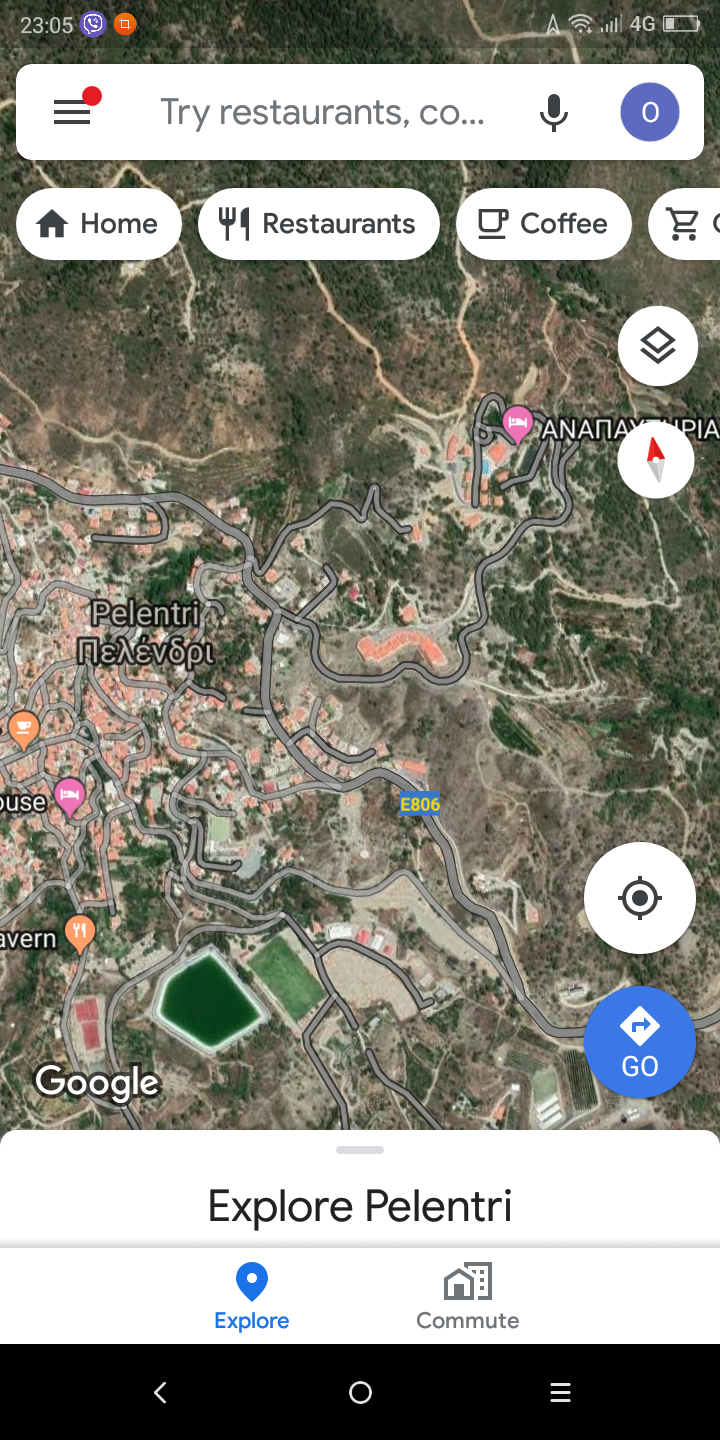 23:05
4G
Try restaurants, co...
O
Home
Restaurants
Coffee
ΑΝΑΠΑΥΤΗΡΙΑ
Pelentri
Πελένδρι
ouse
E806
avern
GO
Google
Explore Pelentri
Explore
Commute